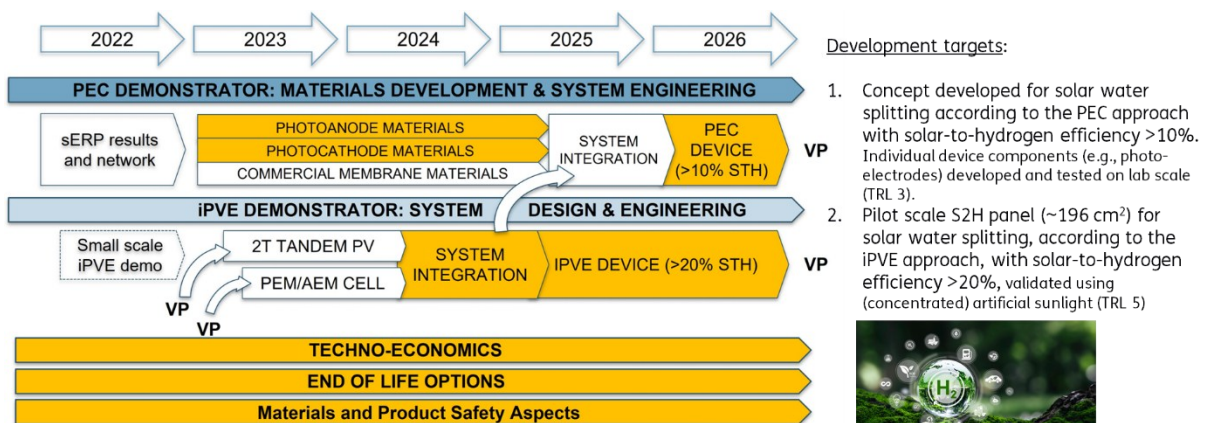 2022
2023
2024
2025
2026
PEC DEMONSTRATOR: MATERIALS DEVELOPMENT & SYSTEM ENGINEERING
sERP results
and network
PHOTOANODE MATERIALS
PHOTOCATHODE MATERIALS
COMMERCIAL MEMBRANE MATERIALS
SYSTEM
INTEGRATION
PEC
DEVICE
(>10% STH)
VP
iPVE DEMONSTRATOR: SYSTEM DESIGN & ENGINEERING
Small scale
iPVE demo
2T TANDEM PV
PEM/AEM CELL
SYSTEM
INTEGRATION
IPVE DEVICE (>20% STH)
VP
VP
VP
TECHNO-ECONOMICS
END OF LIFE OPTIONS
Materials and Product Safety Aspects
Development targets:
1. Concept developed for solar water
splitting according to the PEC approach
with solar-to-hydrogen efficiency >10%.
Individual device components (e.g., photo-
electrodes) developed and tested on lab scale
(TRL 3).
2. Pilot scale S2H panel (~196 cm²) for
solar water splitting, according to the
iPVE approach, with solar-to-hydrogen
efficiency >20%, validated using
(concentrated) artificial sunlight (TRL 5)
H₂